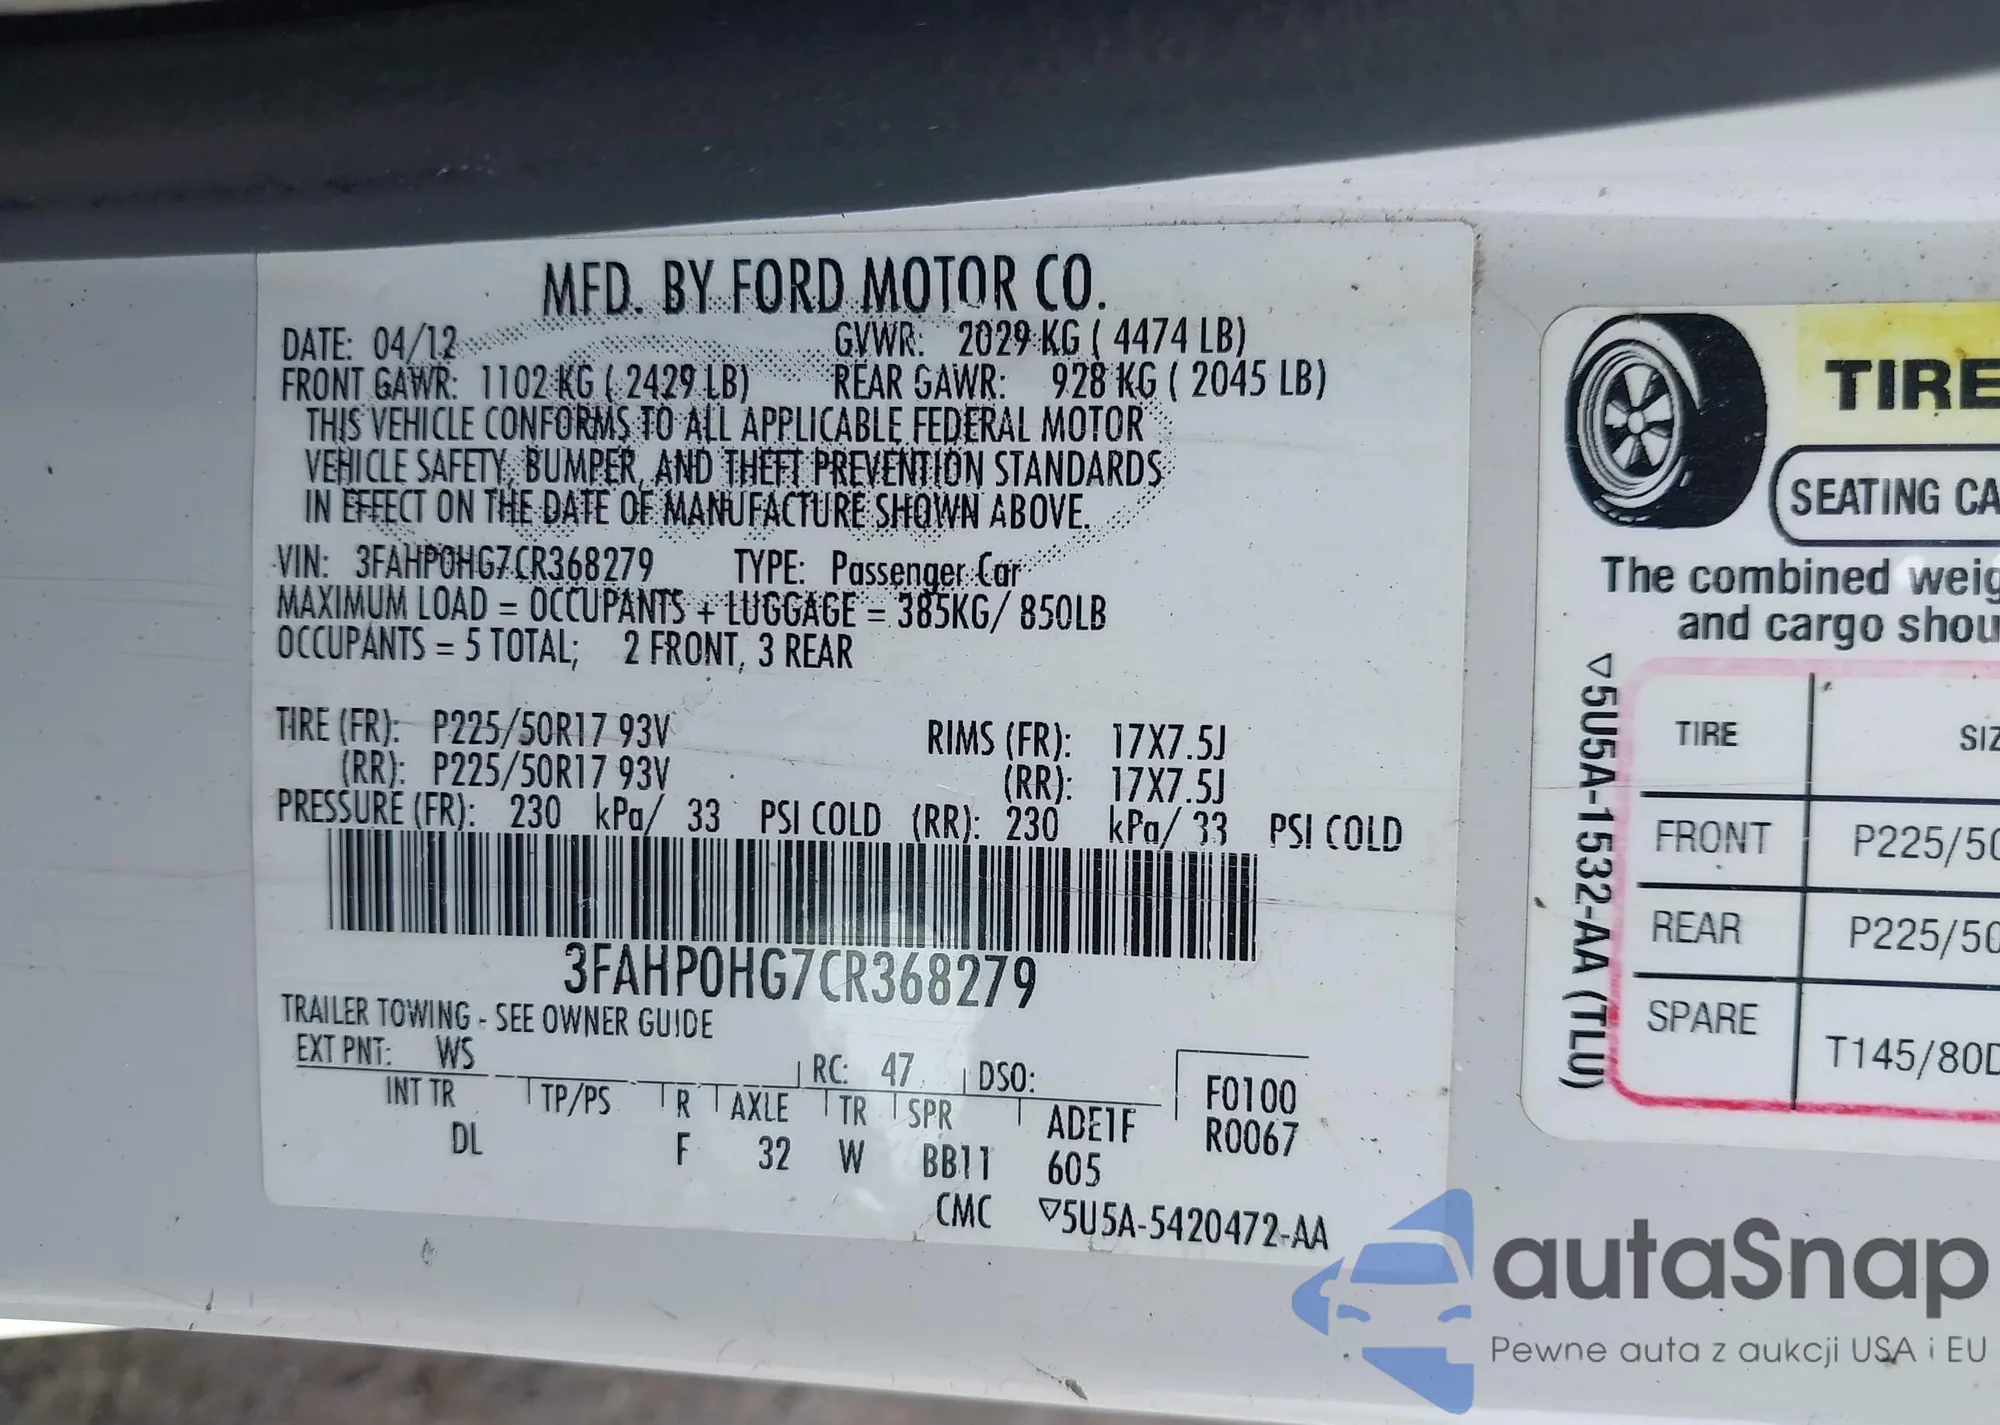 MFD. BY FORD MOTOR CO.
DATE: 04/12 GVWR: 2029 KG ( 4474 LB)
FRONT GAWR: 1102 KG ( 2429 LB) REAR GAWR: 928 KG ( 2045 LB)
THIS VEHICLE CONFORMS TO ALL APPLICABLE FEDERAL MOTOR
VEHICLE SAFETY, BUMPER, AND THEFT PREVENTION STANDARDS
IN EFFECT ON THE DATE OF MANUFACTURE SHOWN ABOVE.
VIN: 3FAHP0HG7CR368279 TYPE: Passenger Car
MAXIMUM LOAD = OCCUPANTS + LUGGAGE = 385KG/ 850LB
OCCUPANTS = 5 TOTAL; 2 FRONT, 3 REAR
TIRE (FR): P225/50R17 93V RIMS (FR): 17X7.5J
(RR): P225/50R17 93V (RR): 17X7.5J
PRESSURE (FR): 230 kPa/ 33 PSI COLD (RR): 230 kPa/ 33 PSI COLD
3FAHP0HG7CR368279
TRAILER TOWING - SEE OWNER GUIDE
EXT PNT: WS RC: 47 DSO:
INT TR TP/PS R AXLE TR SPR ADE1F F0100
DL F 32 W BB11 605 R0067
CMC ▽5U5A-5420472-AA
TIRE
SEATING CA
The combined weig
and cargo shou
▽5U5A-1532-AA (TLU)
TIRE SIZ
FRONT P225/50
REAR P225/50
SPARE T145/80D
autaSnap
Pewne auta z aukcji USA i EU